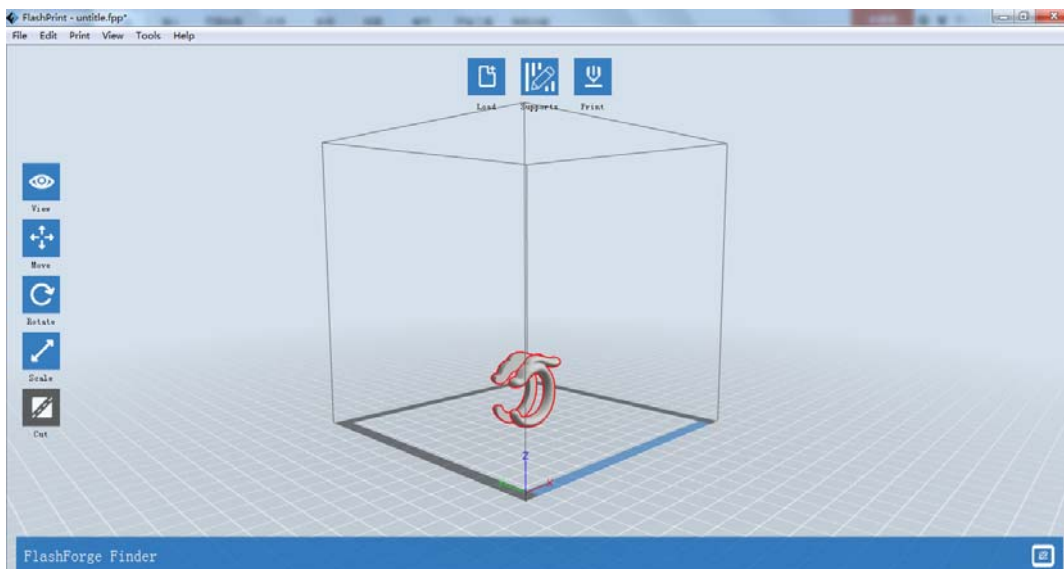 FlashPrint - untitle.fpp*
File Edit Print View Tools Help
Load Supports Print
View
Move
Rotate
Scale
Cut
Z
X
FlashForge Finder